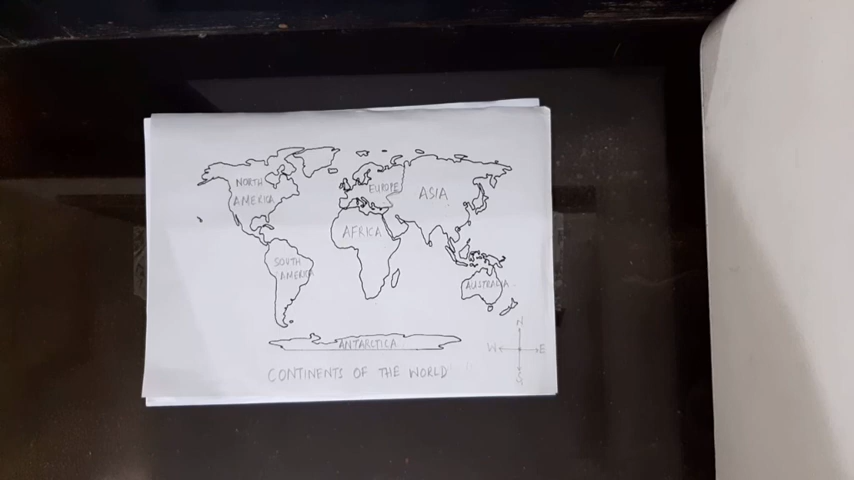 NORTH
AMERICA
EUROPE
ASIA
AFRICA
SOUTH
AMERICA
AUSTRALIA
ANTARCTICA
N
W E
S
CONTINENTS OF THE WORLD